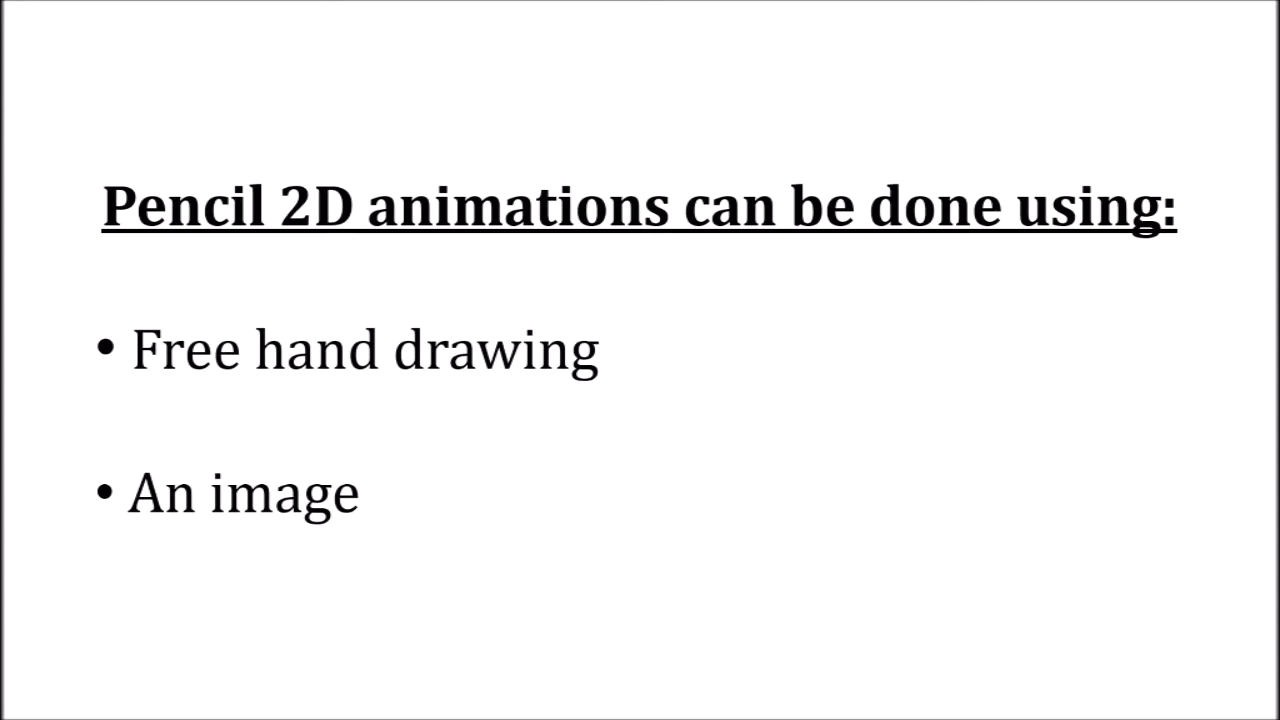 Pencil 2D animations can be done using:
• Free hand drawing
• An image